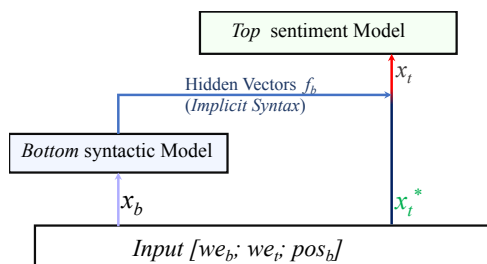 Top sentiment Model
Hidden Vectors f_b
(Implicit Syntax)
x_t
Bottom syntactic Model
x_b
x_t*
Input [we_b; we_t; pos_b]